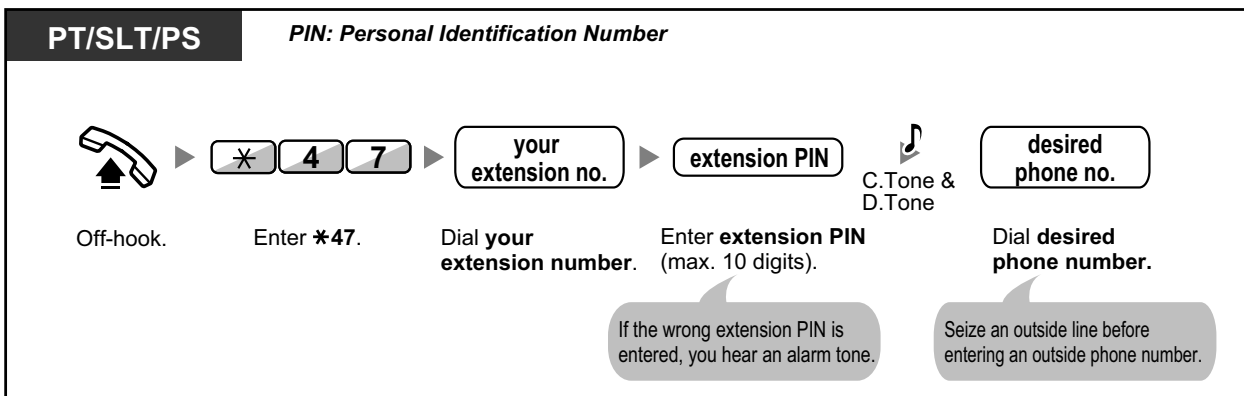 PT/SLT/PS
PIN: Personal Identification Number
* 4 7
your
extension no.
extension PIN
C.Tone &
D.Tone
desired
phone no.
Off-hook.
Enter *47.
Dial your
extension number.
Enter extension PIN
(max. 10 digits).
Dial desired
phone number.
If the wrong extension PIN is
entered, you hear an alarm tone.
Seize an outside line before
entering an outside phone number.